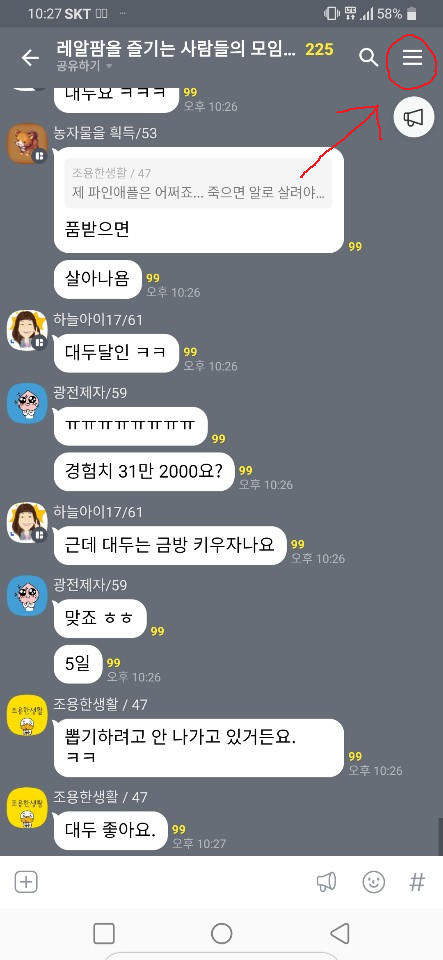 10:27 SKT
58%
레알팜을 즐기는 사람들의 모임... 225
공유하기
대두요 ㅋㅋㅋ 99
오후 10:26
농자물을 획득/53
조용한생활 / 47
제 파인애플은 어쩌죠... 죽으면 알로 살려야...
품받으면
99
살아나욤 99
오후 10:26
하늘아이17/61
대두달인 ㅋㅋ 99
오후 10:26
광전제자/59
ㅠㅠㅠㅠㅠㅠㅠㅠ
99
경험치 31만 2000요? 99
오후 10:26
하늘아이17/61
근데 대두는 금방 키우자나요 99
오후 10:26
광전제자/59
맞죠 ㅎㅎ
99
5일 99
오후 10:26
조용한생활 / 47
조용한생활
뽑기하려고 안 나가고 있거든요.
ㅋㅋ
99
오후 10:26
조용한생활 / 47
조용한생활
대두 좋아요. 99
오후 10:27
#